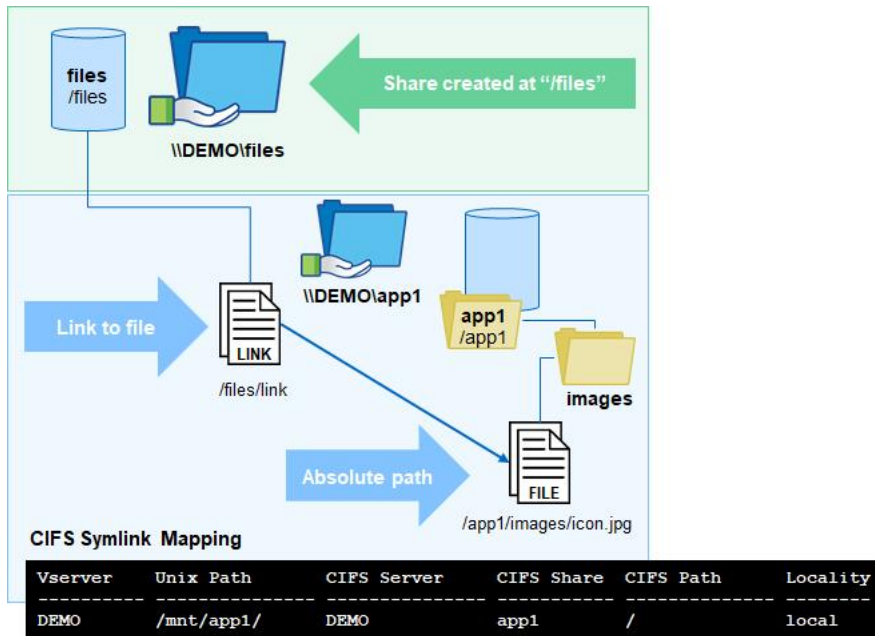 files
/files
Share created at “/files”
\\DEMO\files
\\DEMO\app1
app1
/app1
Link to file
LINK
/files/link
images
Absolute path
FILE
/app1/images/icon.jpg
CIFS Symlink Mapping
Vserver Unix Path CIFS Server CIFS Share CIFS Path Locality
---------- --------------- --------------- ----------- -------------- --------
DEMO /mnt/app1/ DEMO app1 / local